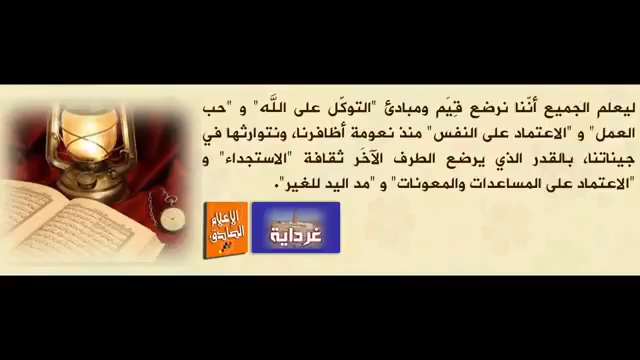 ليعلم الجميع أنّنا نرضع قِيَم ومبادئ "التوكّل على اللَّه" و "حب
العمل" و "الاعتماد على النفس" منذ نعومة أظافرنا، ونتوارثها في
جيناتنا، بالقدر الذي يرضع الطرف الآخَر ثقافة "الاستجداء" و
"الاعتماد على المساعدات والمعونات" و "مد اليد للغير".
غرداية
الإعلام
الصادق